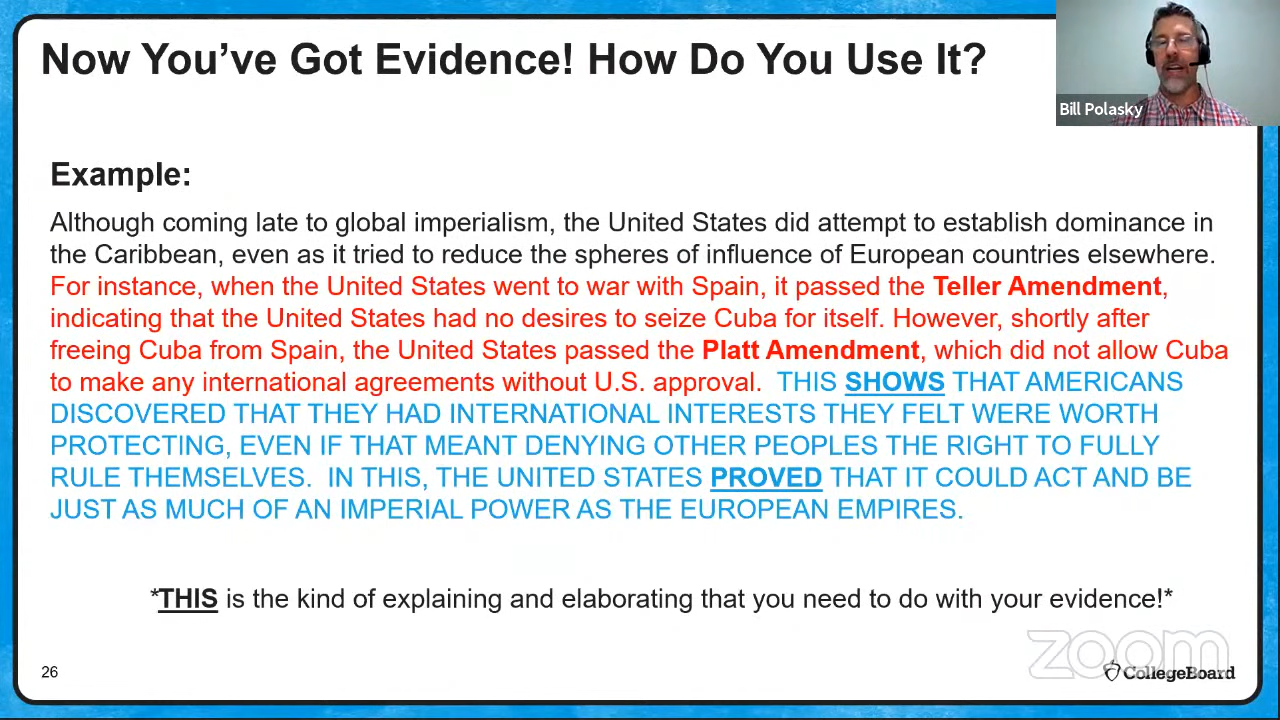 Now You’ve Got Evidence! How Do You Use It?
Bill Polasky
Example:
Although coming late to global imperialism, the United States did attempt to establish dominance in
the Caribbean, even as it tried to reduce the spheres of influence of European countries elsewhere.
For instance, when the United States went to war with Spain, it passed the Teller Amendment,
indicating that the United States had no desires to seize Cuba for itself. However, shortly after
freeing Cuba from Spain, the United States passed the Platt Amendment, which did not allow Cuba
to make any international agreements without U.S. approval. THIS SHOWS THAT AMERICANS
DISCOVERED THAT THEY HAD INTERNATIONAL INTERESTS THEY FELT WERE WORTH
PROTECTING, EVEN IF THAT MEANT DENYING OTHER PEOPLES THE RIGHT TO FULLY
RULE THEMSELVES. IN THIS, THE UNITED STATES PROVED THAT IT COULD ACT AND BE
JUST AS MUCH OF AN IMPERIAL POWER AS THE EUROPEAN EMPIRES.
*THIS is the kind of explaining and elaborating that you need to do with your evidence!*
zoom
26
CollegeBoard